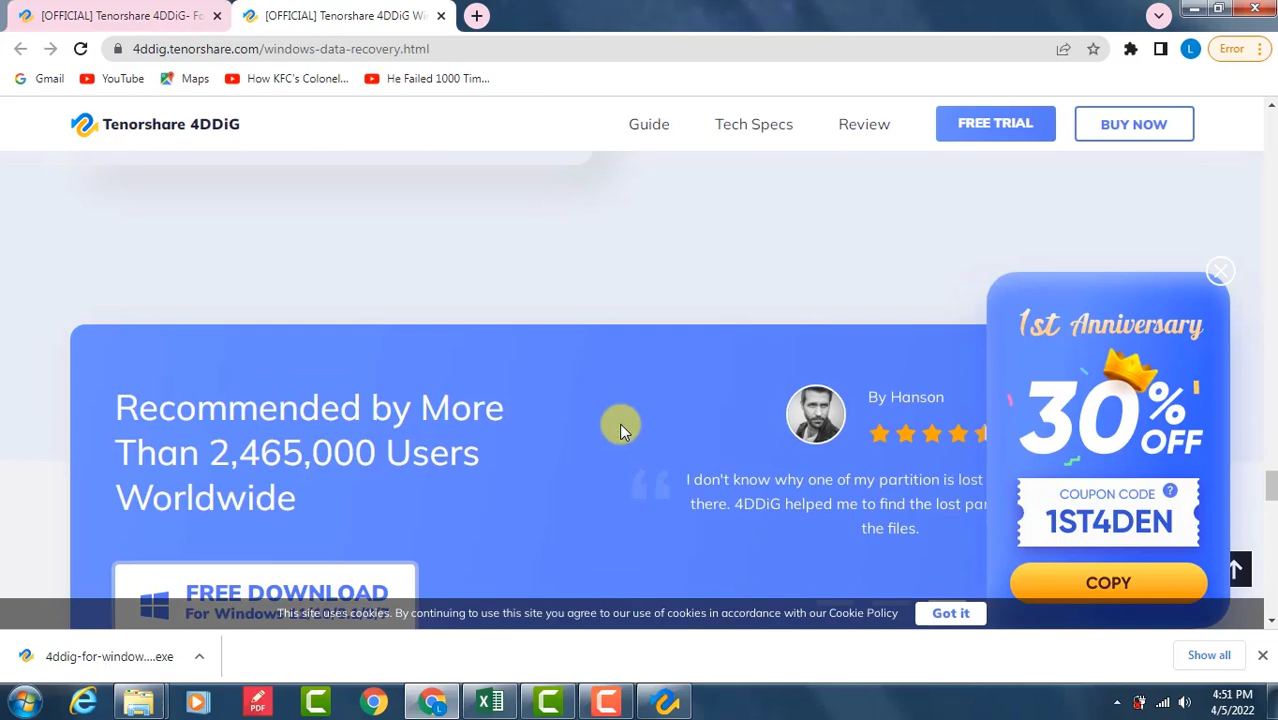 [OFFICIAL] Tenorshare 4DDiG- Fo
[OFFICIAL] Tenorshare 4DDiG Wi
4ddig.tenorshare.com/windows-data-recovery.html
L
Error
Gmail
YouTube
Maps
How KFC's Colonel...
He Failed 1000 Tim...
Tenorshare 4DDiG
Guide
Tech Specs
Review
FREE TRIAL
BUY NOW
Recommended by More
Than 2,465,000 Users
Worldwide
By Hanson
I don't know why one of my partition is lost
there. 4DDiG helped me to find the lost par
the files.
1st Anniversary
30% OFF
COUPON CODE ?
1ST4DEN
COPY
FREE DOWNLOAD
This site uses cookies. By continuing to use this site you agree to our use of cookies in accordance with our Cookie Policy
Got it
4ddig-for-window....exe
Show all
PDF
4:51 PM
4/5/2022